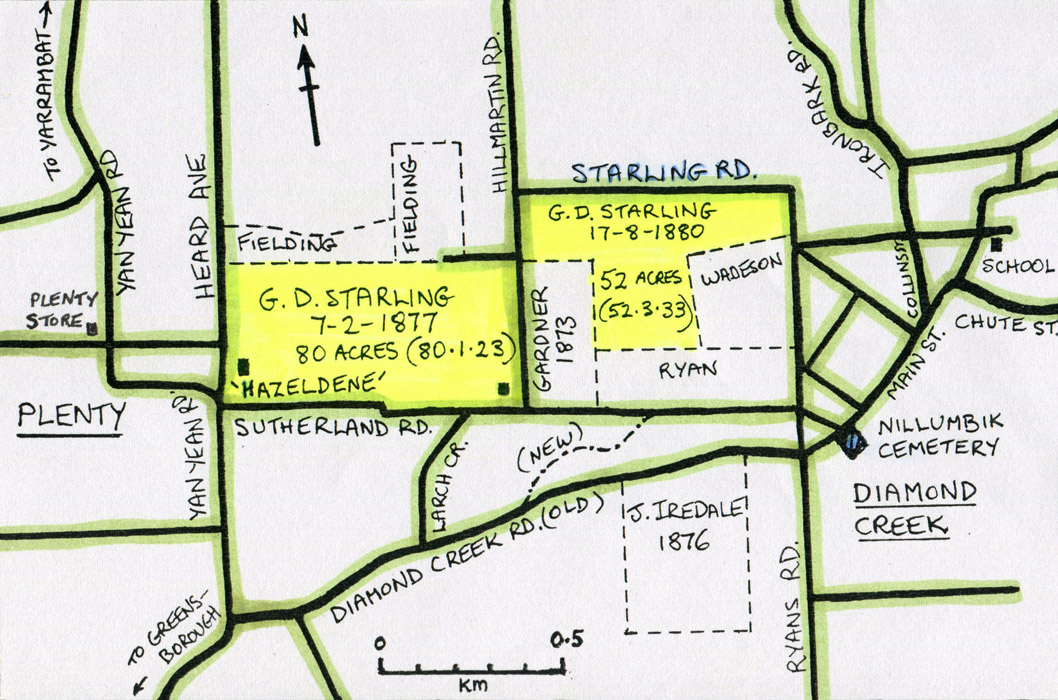 N
TO YARRAMBAT
YAN YEAN RD
HEARD AVE
HILLMARTIN RD.
IRONBARK RD.
STARLING RD.
FIELDING
FIELDING
G. D. STARLING
17-8-1880
52 ACRES
(52.3.33)
WADESON
COLLINS ST
SCHOOL
CHUTE ST.
MAIN ST.
PLENTY
STORE
G. D. STARLING
7-2-1877
80 ACRES (80.1.23)
'HAZELDENE'
GARDNER
1873
RYAN
PLENTY
YAN YEAN RD.
SUTHERLAND RD.
LARCH CR.
(NEW)
DIAMOND CREEK RD. (OLD)
J. IREDALE
1876
NILLUMBIK
CEMETERY
DIAMOND
CREEK
RYANS RD.
TO GREENS-
BOROUGH
0 0.5
Km